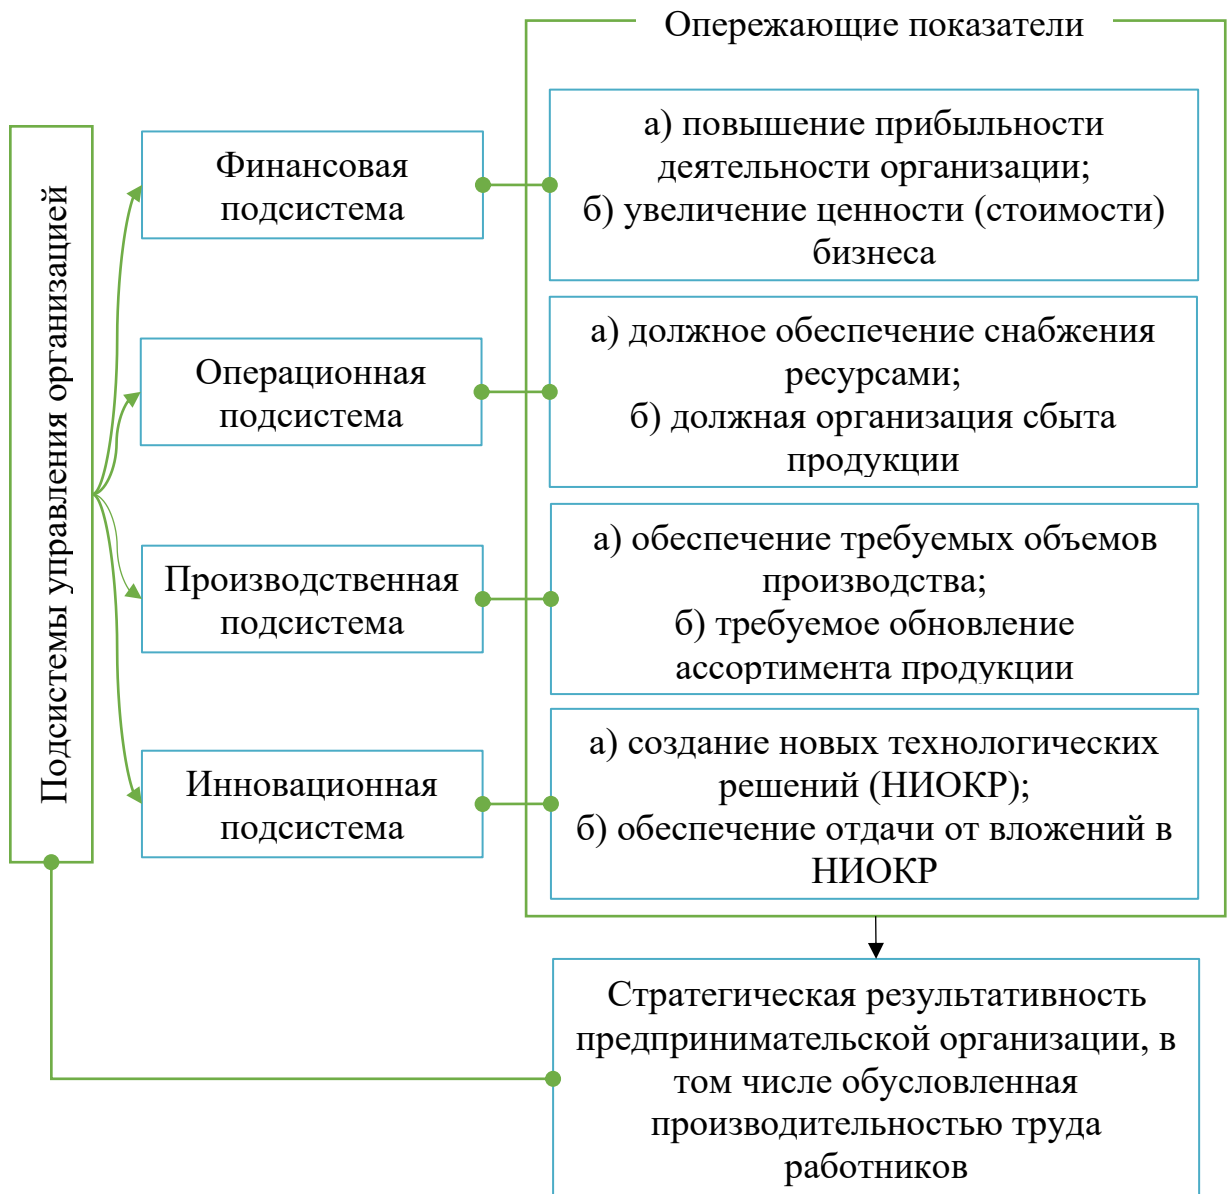 Опережающие показатели
Подсистемы управления организацией
Финансовая
подсистема
а) повышение прибыльности
деятельности организации;
б) увеличение ценности (стоимости)
бизнеса
Операционная
подсистема
а) должное обеспечение снабжения
ресурсами;
б) должная организация сбыта
продукции
Производственная
подсистема
а) обеспечение требуемых объемов
производства;
б) требуемое обновление
ассортимента продукции
Инновационная
подсистема
а) создание новых технологических
решений (НИОКР);
б) обеспечение отдачи от вложений в
НИОКР
Стратегическая результативность
предпринимательской организации, в
том числе обусловленная
производительностью труда
работников